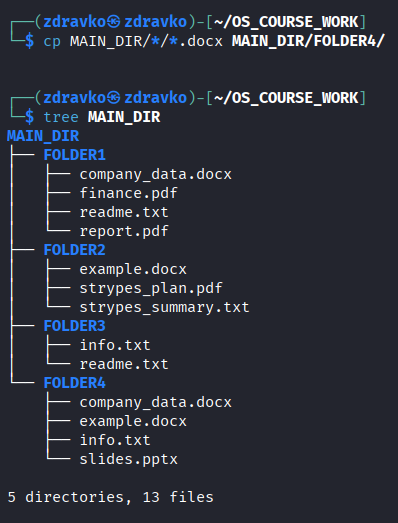 ┌──(zdravko㉿zdravko)-[~/OS_COURSE_WORK]
└─$ cp MAIN_DIR/*/*.docx MAIN_DIR/FOLDER4/
┌──(zdravko㉿zdravko)-[~/OS_COURSE_WORK]
└─$ tree MAIN_DIR
MAIN_DIR
├── FOLDER1
│   ├── company_data.docx
│   ├── finance.pdf
│   ├── readme.txt
│   └── report.pdf
├── FOLDER2
│   ├── example.docx
│   ├── strypes_plan.pdf
│   └── strypes_summary.txt
├── FOLDER3
│   ├── info.txt
│   └── readme.txt
└── FOLDER4
    ├── company_data.docx
    ├── example.docx
    ├── info.txt
    └── slides.pptx
5 directories, 13 files